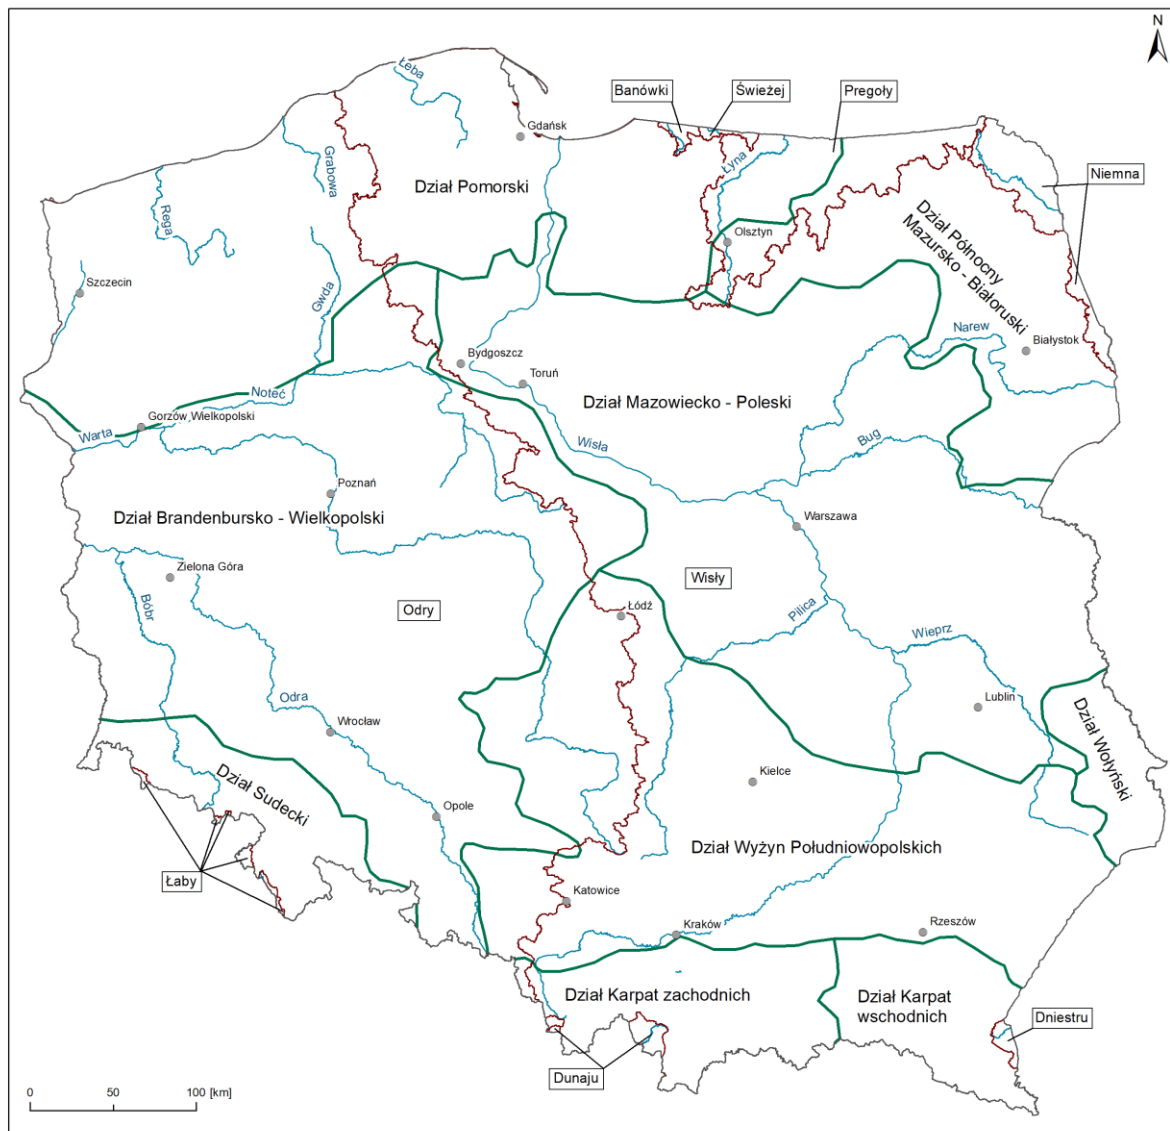 N
Łeba
Banówki
Świeżej
Pregoły
Gdańsk
Grabowa
Łyna
Niemna
Dział Pomorski
Rega
Olsztyn
Dział Północny
Mazursko - Białoruski
Szczecin
Gwda
Narew
Białystok
Bydgoszcz
Toruń
Noteć
Dział Mazowiecko - Poleski
Gorzów Wielkopolski
Warta
Wisła
Bug
Poznań
Dział Brandenbursko - Wielkopolski
Warszawa
Zielona Góra
Wisły
Bóbr
Odry
Łódź
Pilica
Wieprz
Odra
Lublin
Wrocław
Dział Wołyński
Dział Sudecki
Kielce
Opole
Dział Wyżyn Południowopolskich
Łaby
Katowice
Kraków
Rzeszów
Dział Karpat zachodnich
Dział Karpat
wschodnich
Dniestru
Dunaju
0 50 100 [km]